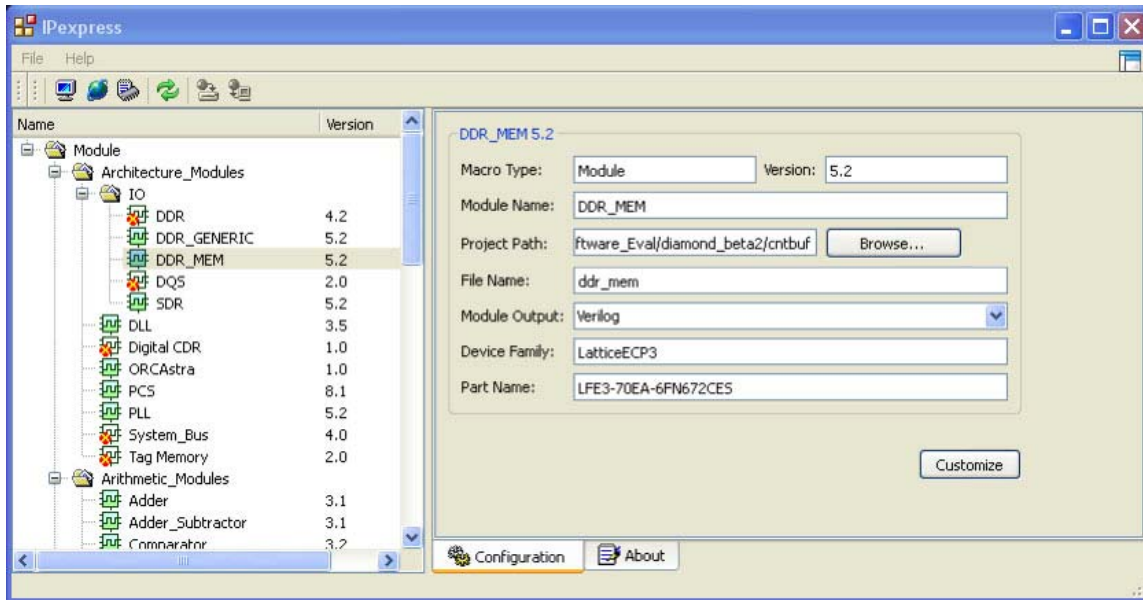 IPexpress
File Help
Name Version
Module
Architecture_Modules
IO
DDR 4.2
DDR_GENERIC 5.2
DDR_MEM 5.2
DQS 2.0
SDR 5.2
DLL 3.5
Digital CDR 1.0
ORCAstra 1.0
PCS 8.1
PLL 5.2
System_Bus 4.0
Tag Memory 2.0
Arithmetic_Modules
Adder 3.1
Adder_Subtractor 3.1
Comparator 3.2
DDR_MEM 5.2
Macro Type: Module Version: 5.2
Module Name: DDR_MEM
Project Path: ftware_Eval/diamond_beta2/cntbuf Browse...
File Name: ddr_mem
Module Output: Verilog
Device Family: LatticeECP3
Part Name: LFE3-70EA-6FN672CES
Customize
Configuration About